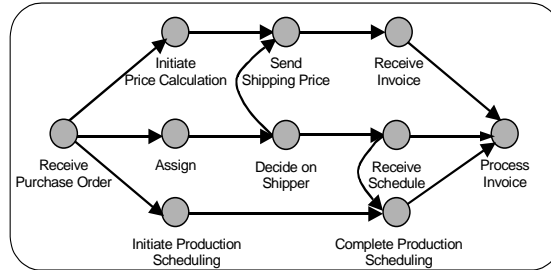 Initiate
Price Calculation
Send
Shipping Price
Receive
Invoice
Receive
Purchase Order
Assign
Decide on
Shipper
Receive
Schedule
Process
Invoice
Initiate Production
Scheduling
Complete Production
Scheduling